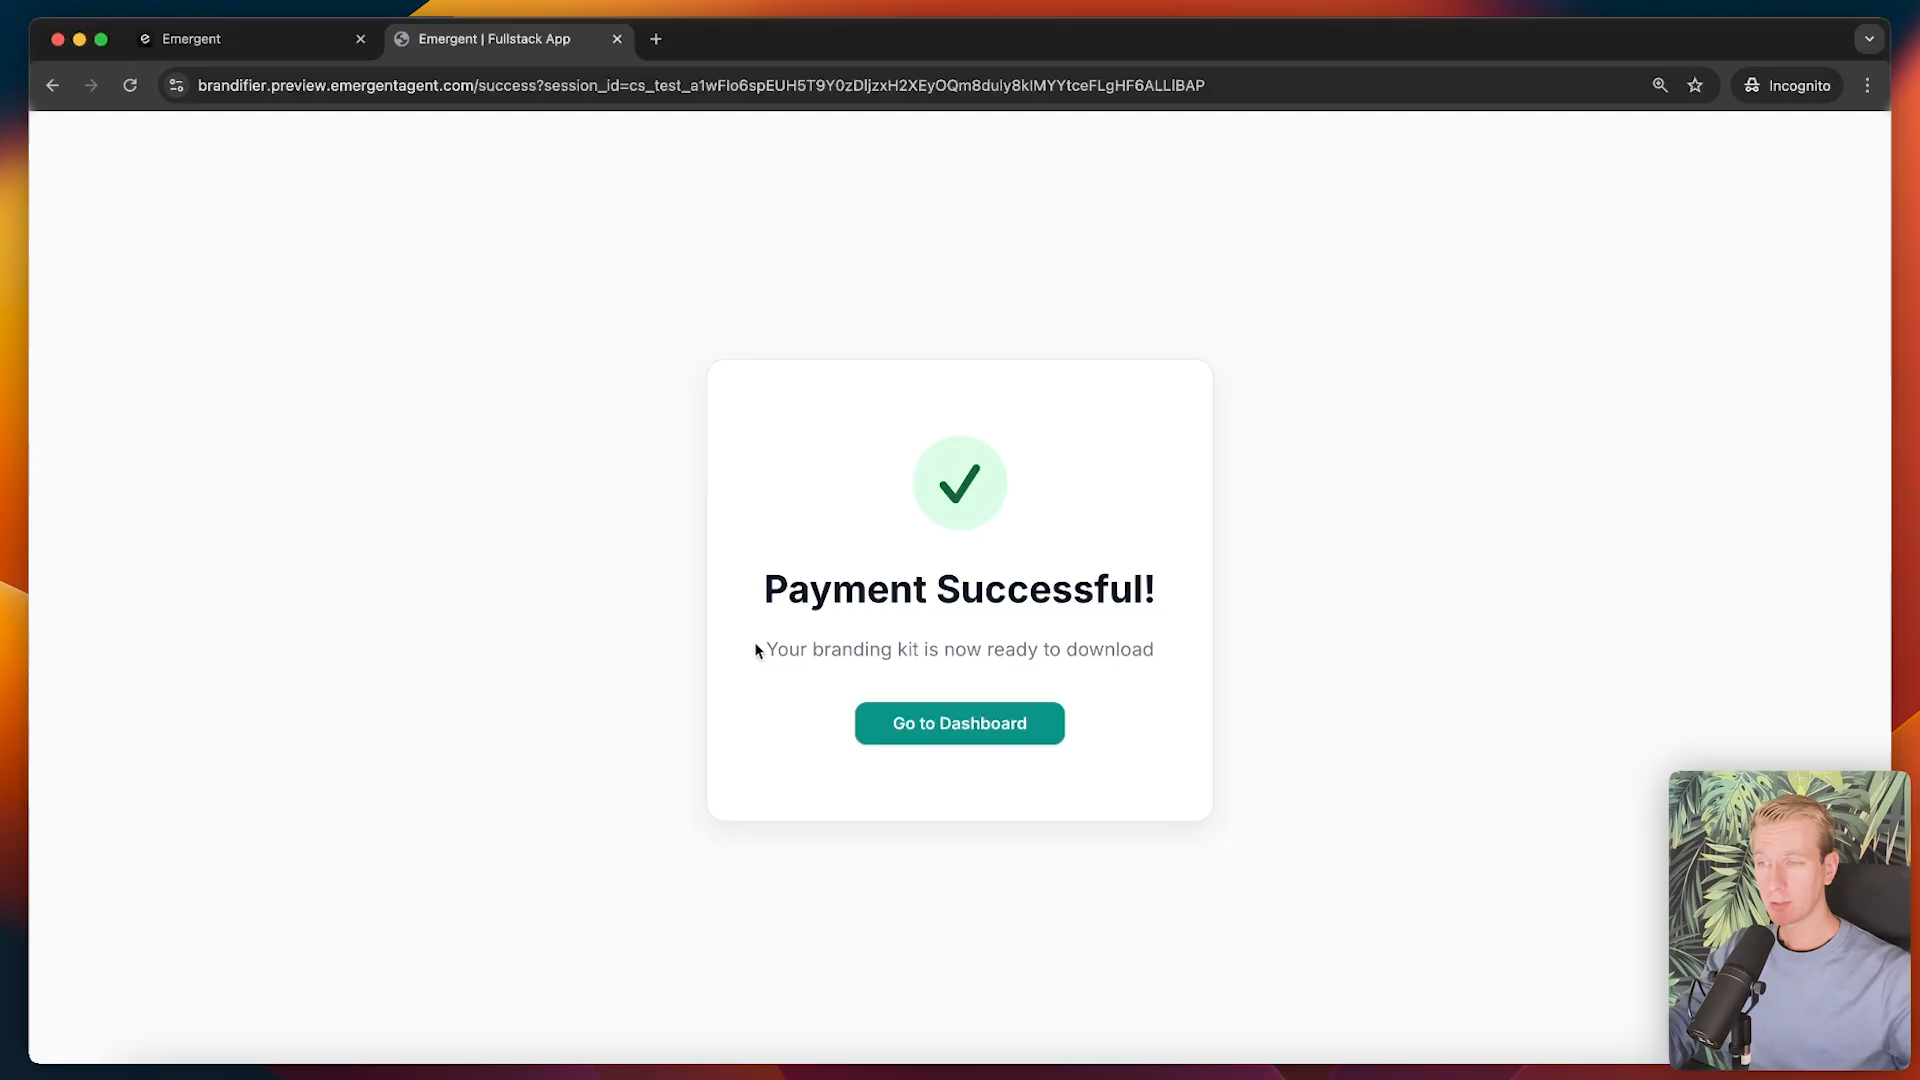 Emergent
Emergent | Fullstack App
brandifier.preview.emergentagent.com/success?session_id=cs_test_a1wFIo6spEUH5T9Y0zDIjzxH2XEyOQm8duIy8kIMYYtceFLgHF6ALLIBAP
Incognito
Payment Successful!
Your branding kit is now ready to download
Go to Dashboard